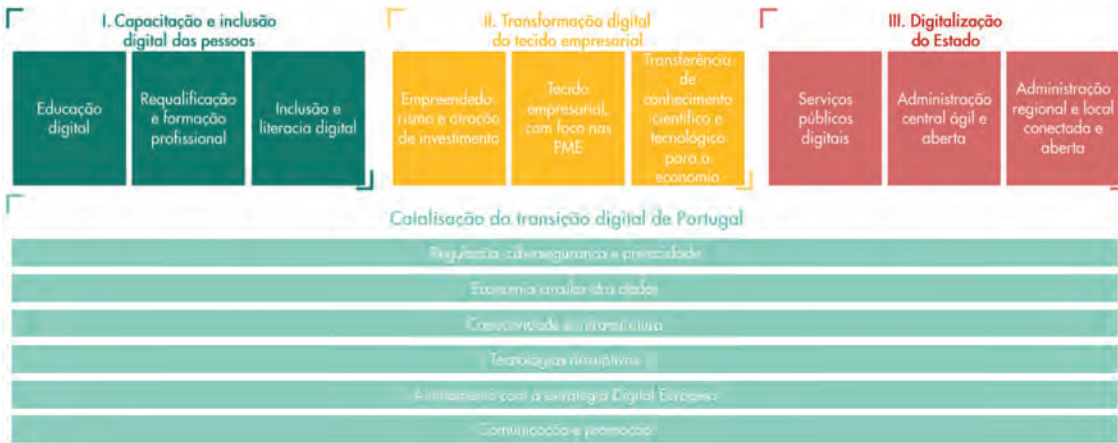 I. Capacitação e inclusão
digital das pessoas
II. Transformação digital
do tecido empresarial
III. Digitalização
do Estado
Educação
digital
Requalificação
e formação
profissional
Inclusão e
literacia digital
Empreendedo-
rismo e atração
de investimento
Tecido
empresarial,
com foco nas
PME
Transferência
de
conhecimento
científico e
tecnológico
para a
economia
Serviços
públicos
digitais
Administração
central ágil e
aberta
Administração
regional e local
conectada e
aberta
Catalisação da transição digital de Portugal
Regulação, cibersegurança e privacidade
Economia circular dos dados
Conectividade e infraestrutura
Tecnologias disruptivas
Alinhamento com a estratégia Digital Europeia
Comunicação e promoção